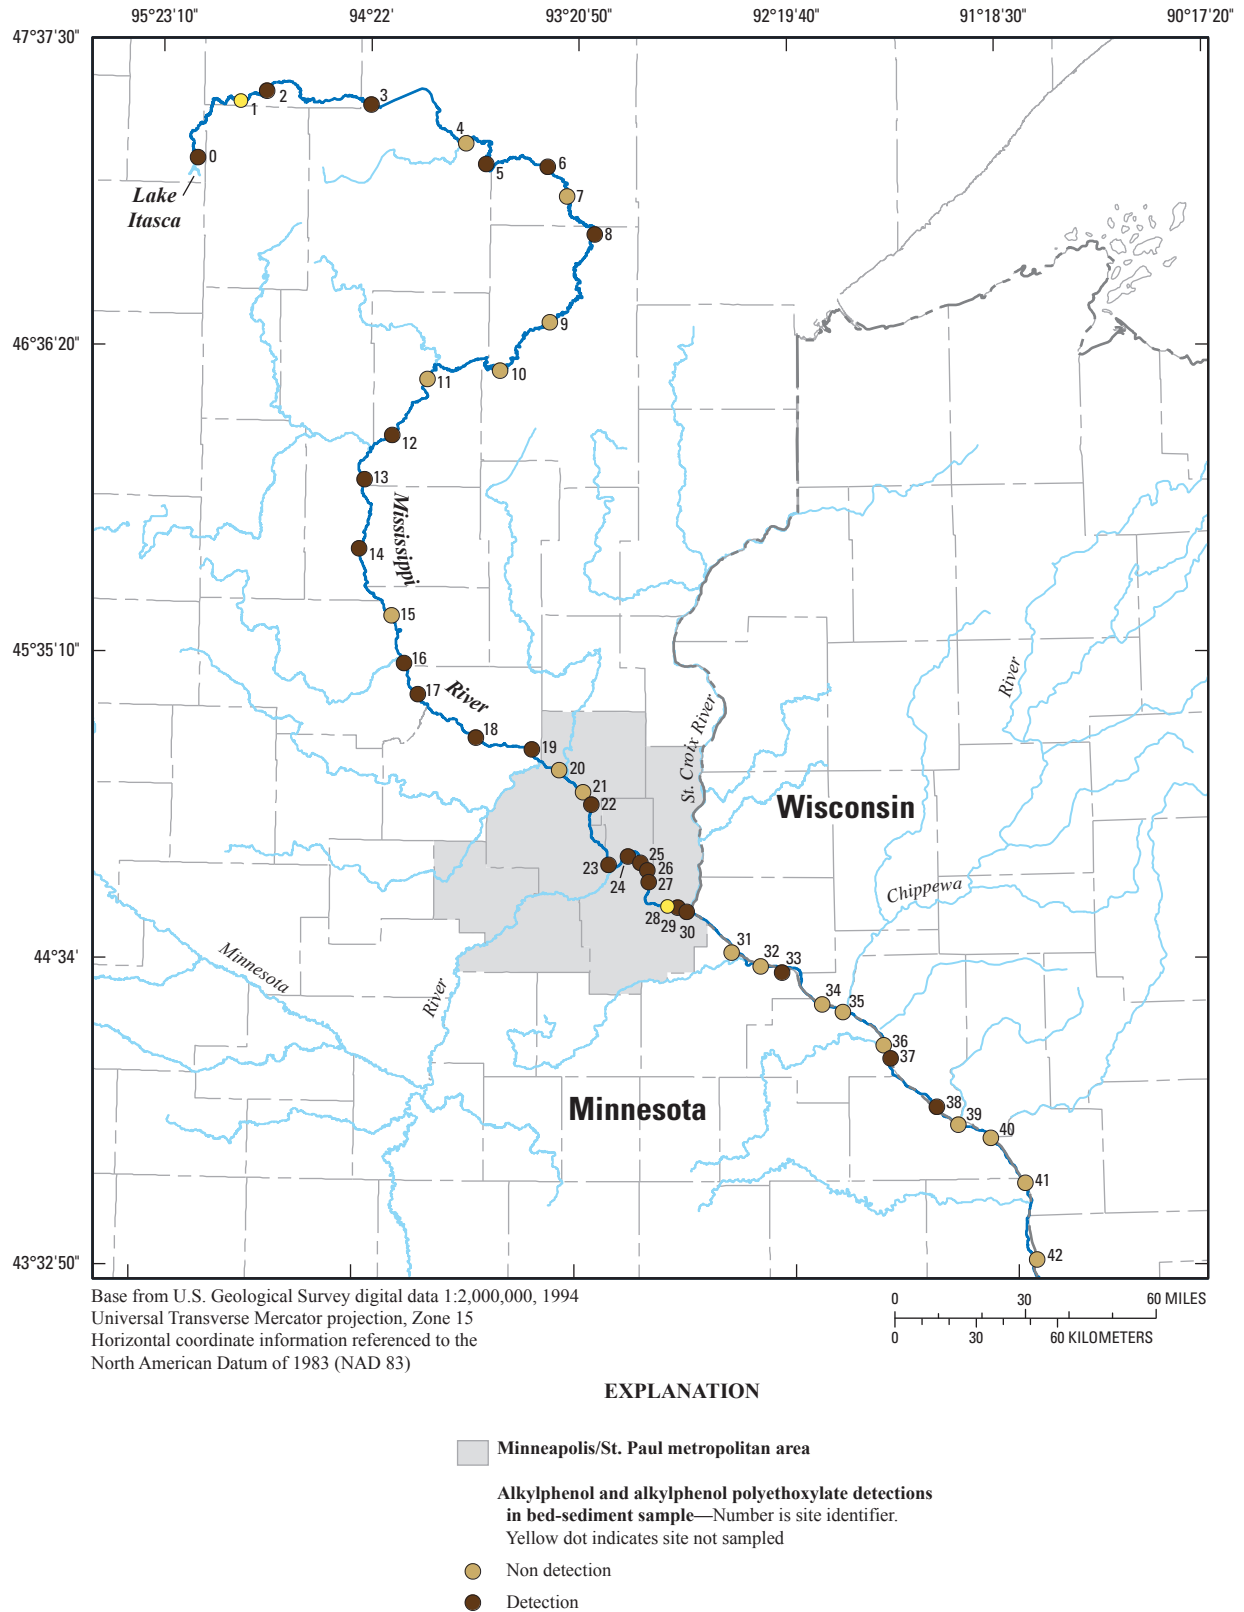 95°23'10" 94°22' 93°20'50" 92°19'40" 91°18'30" 90°17'20"
47°37'30"
1 2 3
4
0 5 6
Lake
Itasca
7
8
9
46°36'20"
10
11
12
13
Mississippi
14
15
45°35'10"
16
17
River
River
18
19
St. Croix River
20
21
22
Wisconsin
23
24
25
26
27
Chippewa
28
29
30
31
32
33
44°34'
Minnesota
River
34
35
36
37
38
39
40
Minnesota
41
42
43°32'50"
Base from U.S. Geological Survey digital data 1:2,000,000, 1994
Universal Transverse Mercator projection, Zone 15
Horizontal coordinate information referenced to the
North American Datum of 1983 (NAD 83)
0 30 60 MILES
0 30 60 KILOMETERS
EXPLANATION
Minneapolis/St. Paul metropolitan area
Alkylphenol and alkylphenol polyethoxylate detections
in bed-sediment sample—Number is site identifier.
Yellow dot indicates site not sampled
Non detection
Detection